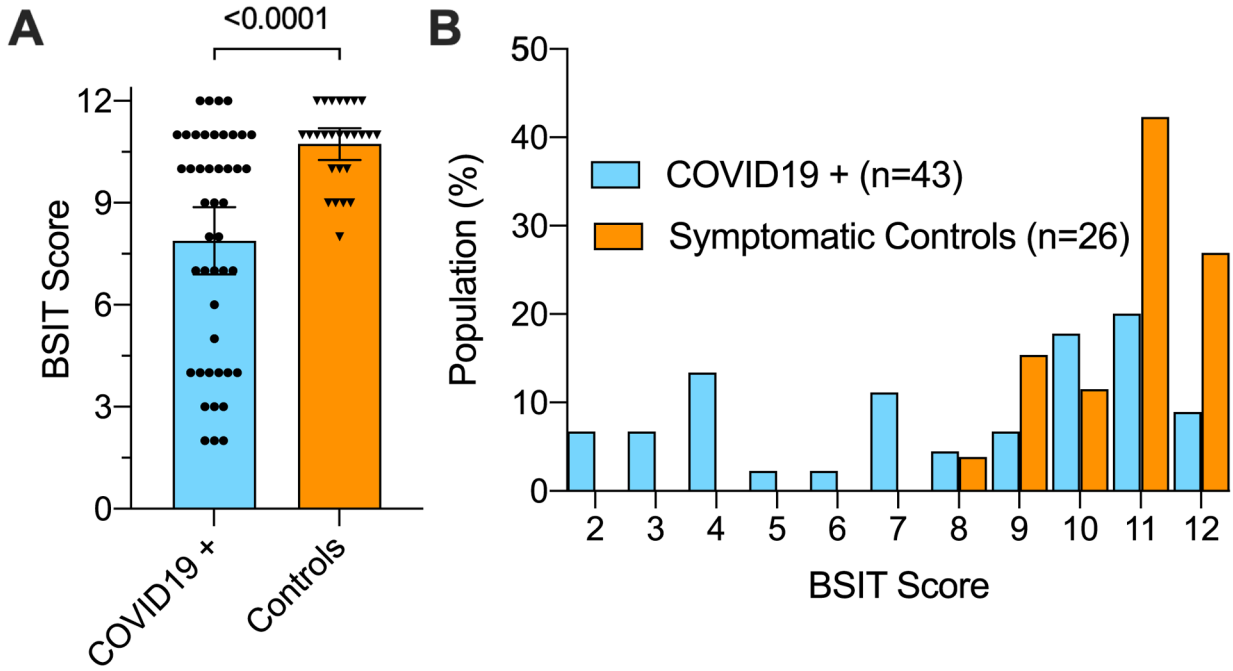 A
<0.0001
BSIT Score
12
9
6
3
0
COVID19 +
Controls
B
Population (%)
50
40
30
20
10
0
COVID19 + (n=43)
Symptomatic Controls (n=26)
2 3 4 5 6 7 8 9 10 11 12
BSIT Score